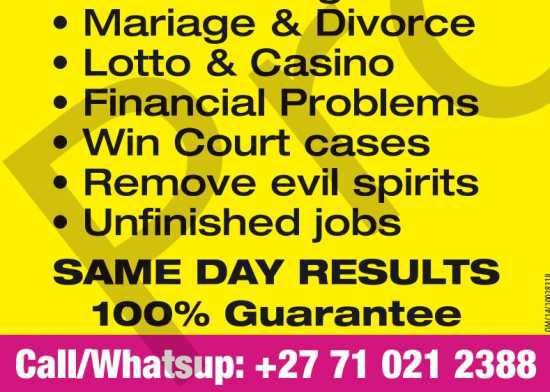 • Mariage & Divorce
• Lotto & Casino
• Financial Problems
• Win Court cases
• Remove evil spirits
• Unfinished jobs
SAME DAY RESULTS
100% Guarantee
Call/Whatsup: +27 71 021 2388
Pro